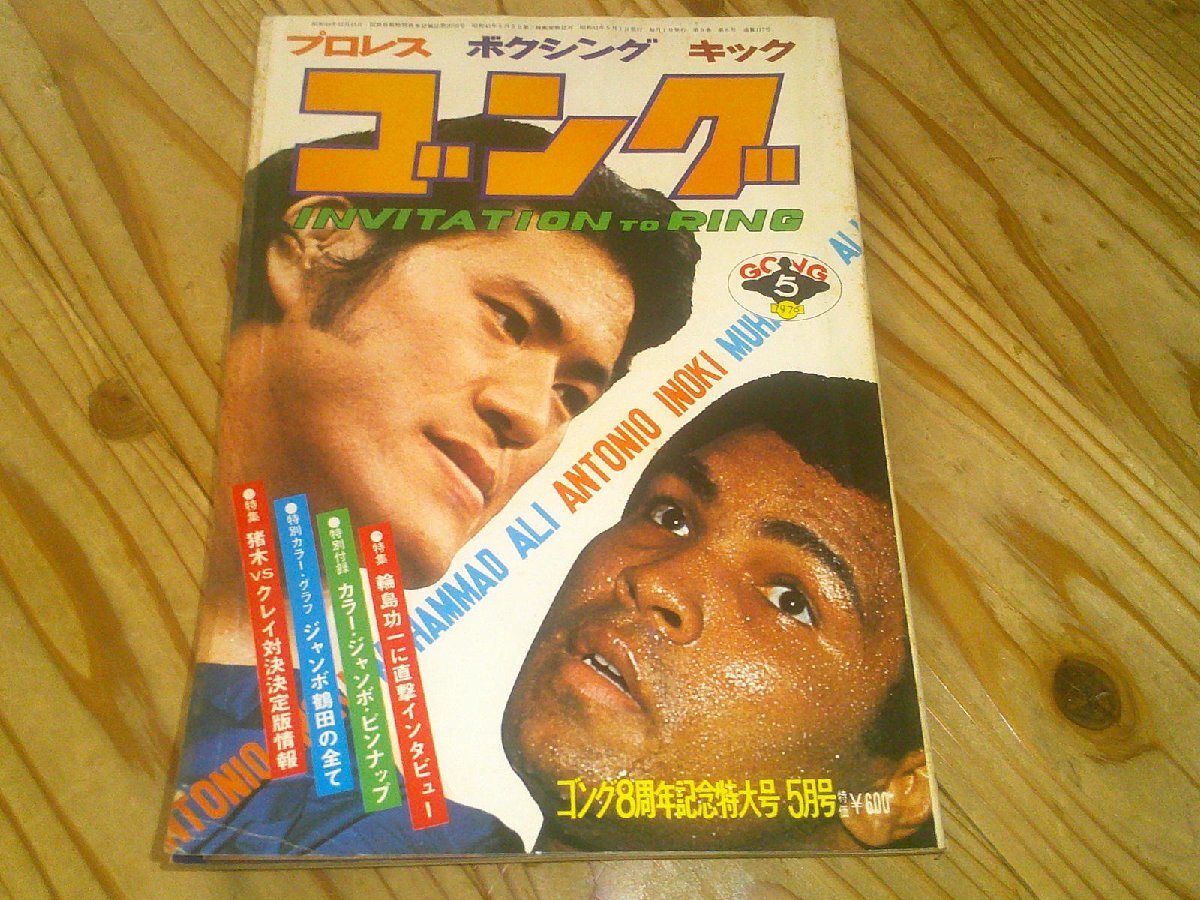 プロレス ボクシング キック
ゴング
INVITATION TO RING
GONG
5
MUHAMMAD ALI ANTONIO INOKI
ANTONIO
●特集 猪木vsクレイ対決決定版情報
●特別カラー・グラフ ジャンボ鶴田の全て
●特別付録 カラー・ジャンボ・ピンナップ
●特集 輪島功一に直撃インタビュー
ゴング8周年記念特大号 5月号 特価¥600